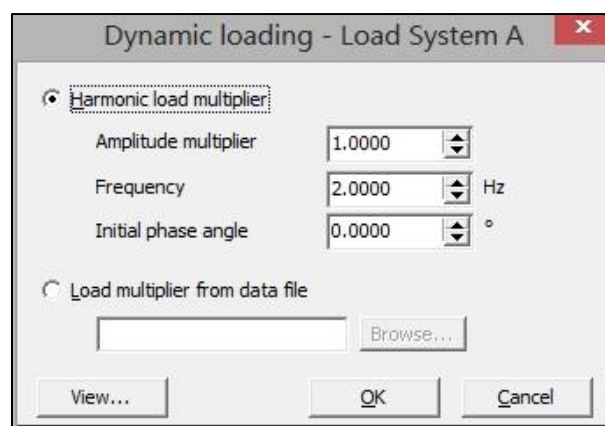 Dynamic loading - Load System A
x
Harmonic load multiplier
Amplitude multiplier 1.0000
Frequency 2.0000 Hz
Initial phase angle 0.0000 °
Load multiplier from data file
Browse...
View... OK Cancel